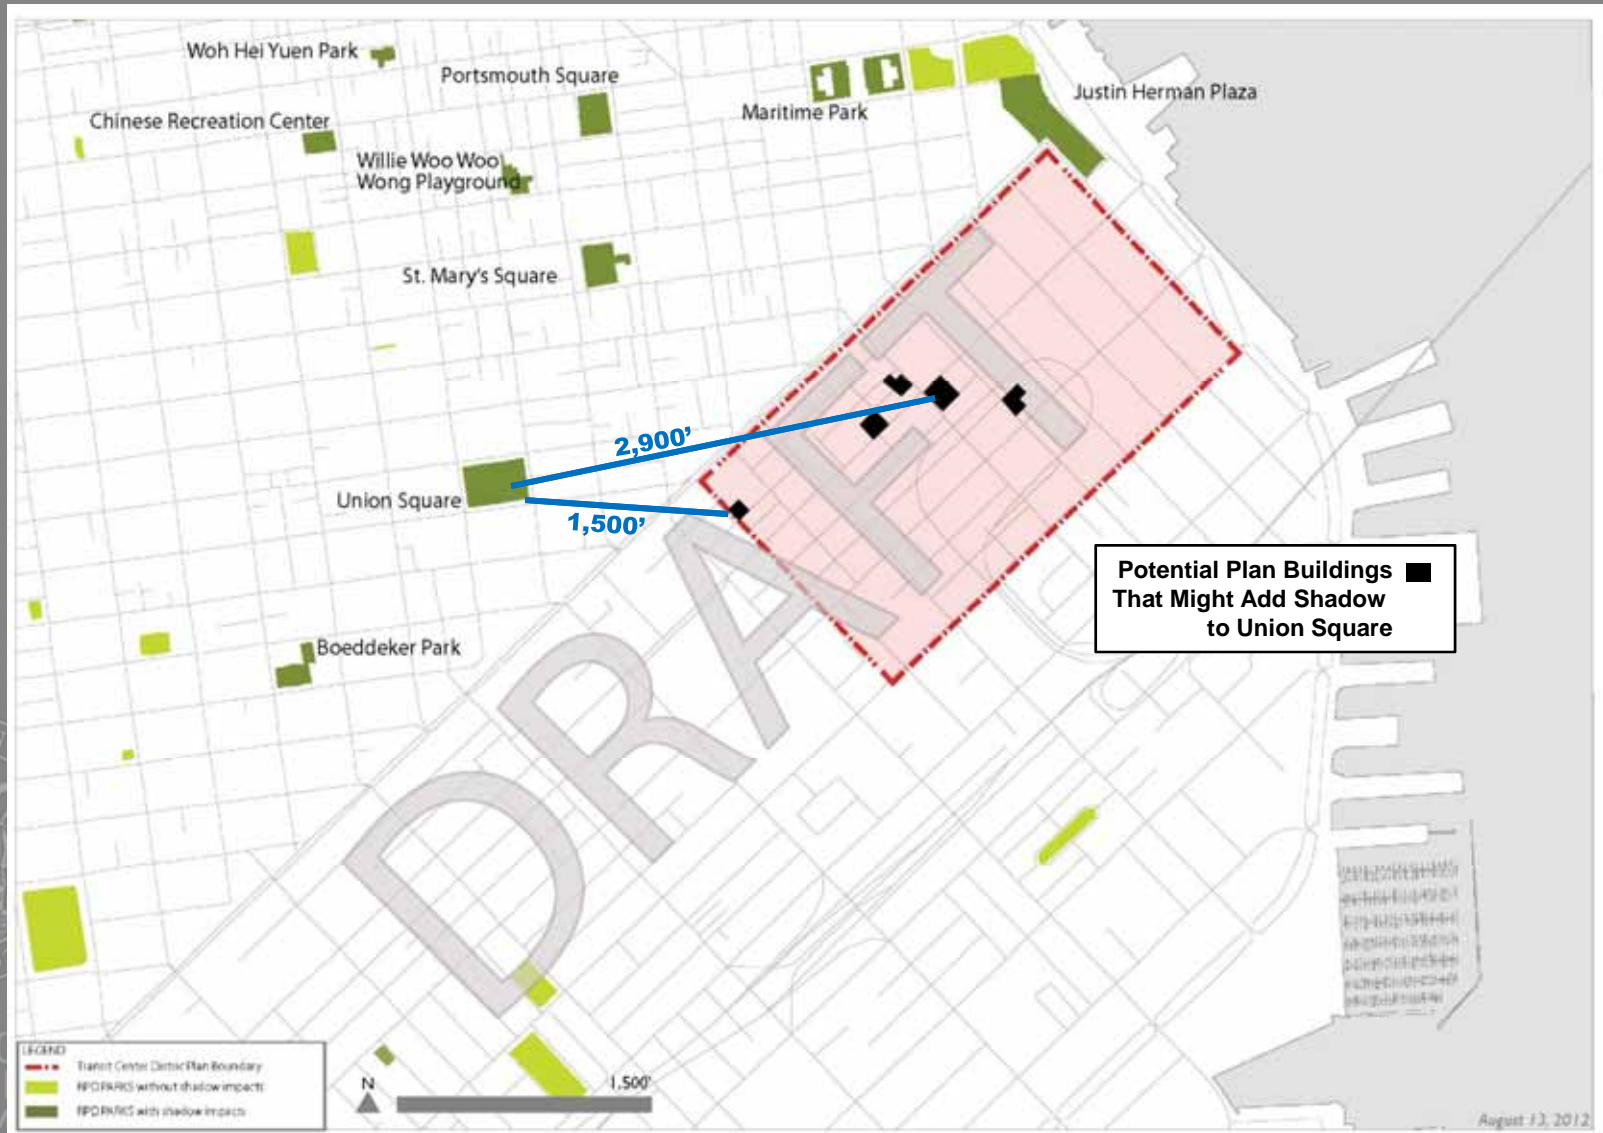 Woh Hei Yuen Park
Portsmouth Square
Justin Herman Plaza
Maritime Park
Chinese Recreation Center
Willie Woo Woo
Wong Playground
St. Mary's Square
2,900’
Union Square
1,500’
Potential Plan Buildings
That Might Add Shadow
to Union Square
Boeddeker Park
DRAFT
LEGEND
Transit Center District Plan Boundary
RPD PARKS without shadow impacts
RPD PARKS with shadow impacts
N
1,500'
August 13, 2012